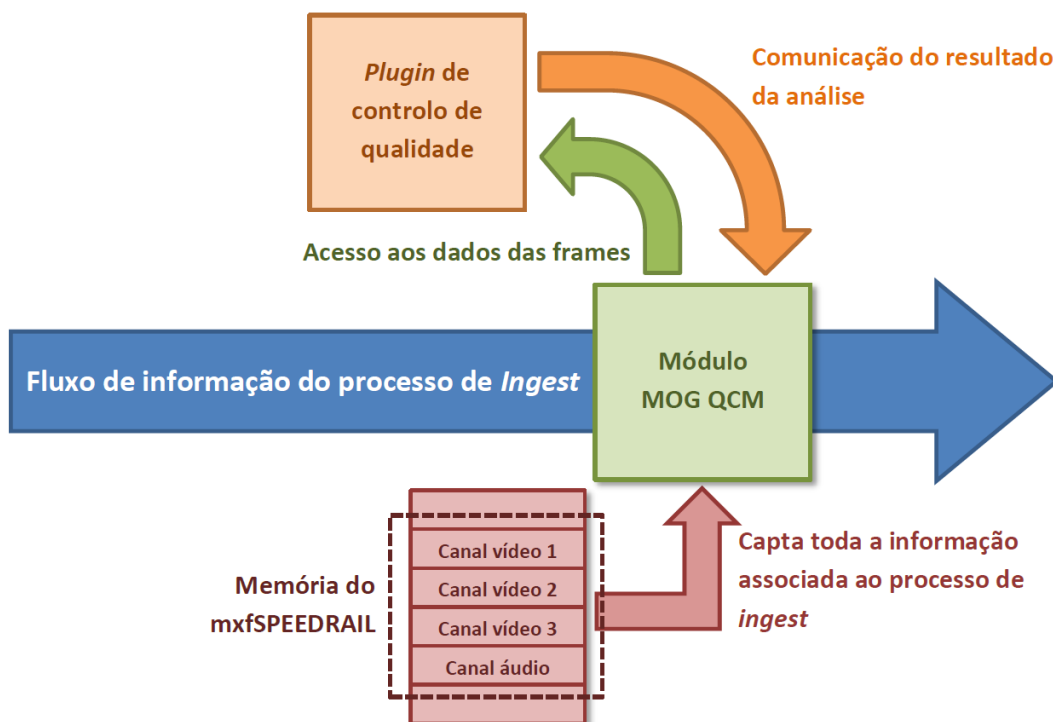 Plugin de
controlo de
qualidade
Comunicação do resultado
da análise
Acesso aos dados das frames
Fluxo de informação do processo de Ingest
Módulo
MOG QCM
Memória do
mxfSPEEDRAIL
Canal vídeo 1
Canal vídeo 2
Canal vídeo 3
Canal áudio
Capta toda a informação
associada ao processo de
ingest